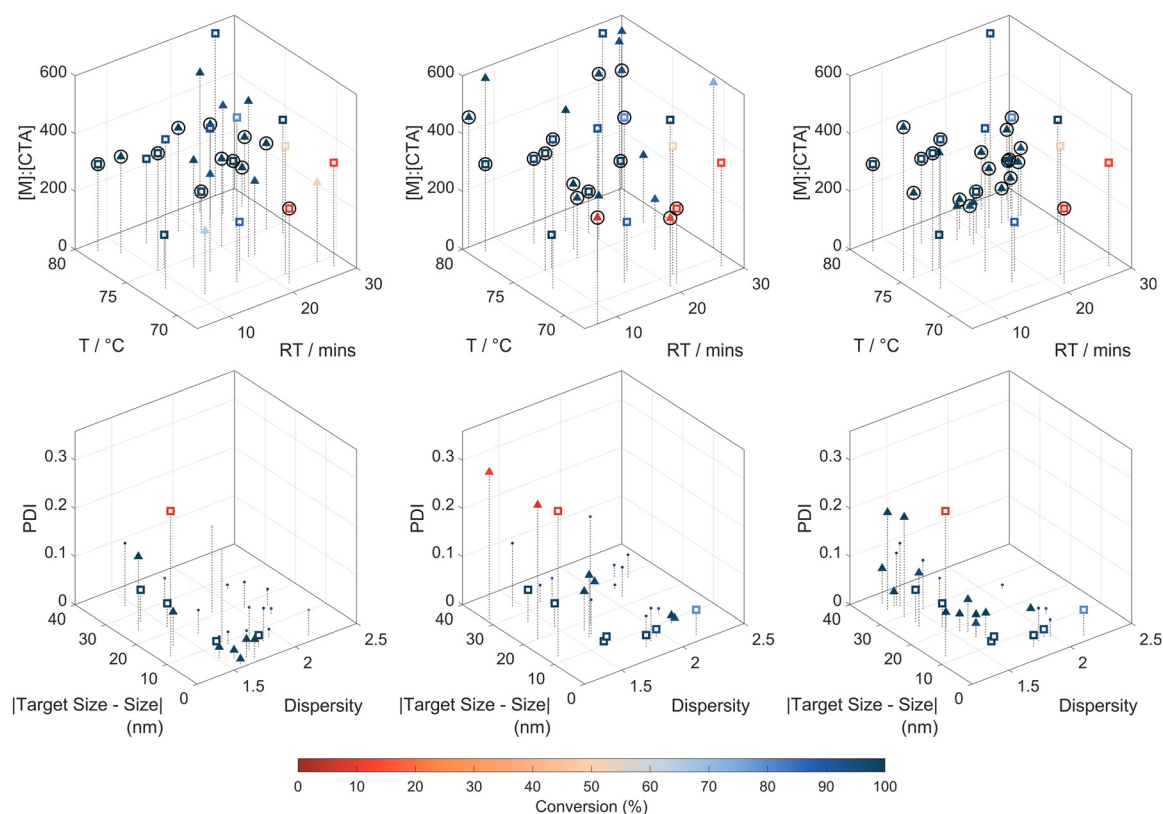 600
400
200
0
[M]:[CTA]
80
75
70
T / °C
10
20
30
RT / mins
600
400
200
0
[M]:[CTA]
80
75
70
T / °C
10
20
30
RT / mins
600
400
200
0
[M]:[CTA]
80
75
70
T / °C
10
20
30
RT / mins
0.3
0.2
0.1
0
PDI
40
30
20
10
0
|Target Size - Size|
(nm)
1.5
2
2.5
Dispersity
0.3
0.2
0.1
0
PDI
40
30
20
10
0
|Target Size - Size|
(nm)
1.5
2
2.5
Dispersity
0.3
0.2
0.1
0
PDI
40
30
20
10
0
|Target Size - Size|
(nm)
1.5
2
2.5
Dispersity
0 10 20 30 40 50 60 70 80 90 100
Conversion (%)